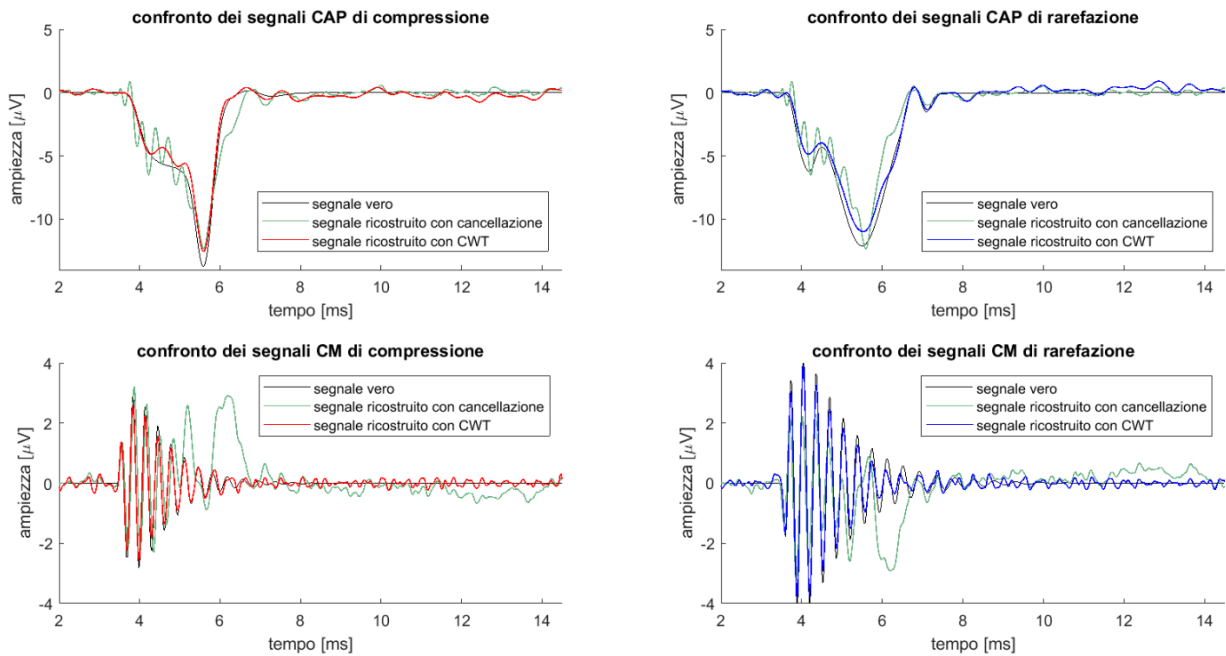 confronto dei segnali CAP di compressione
5
0
-5
-10
ampiezza [µV]
segnale vero
segnale ricostruito con cancellazione
segnale ricostruito con CWT
2 4 6 8 10 12 14
tempo [ms]
confronto dei segnali CAP di rarefazione
5
0
-5
-10
ampiezza [µV]
segnale vero
segnale ricostruito con cancellazione
segnale ricostruito con CWT
2 4 6 8 10 12 14
tempo [ms]
confronto dei segnali CM di compressione
4
2
0
-2
-4
ampiezza [µV]
segnale vero
segnale ricostruito con cancellazione
segnale ricostruito con CWT
2 4 6 8 10 12 14
tempo [ms]
confronto dei segnali CM di rarefazione
4
2
0
-2
-4
ampiezza [µV]
segnale vero
segnale ricostruito con cancellazione
segnale ricostruito con CWT
2 4 6 8 10 12 14
tempo [ms]